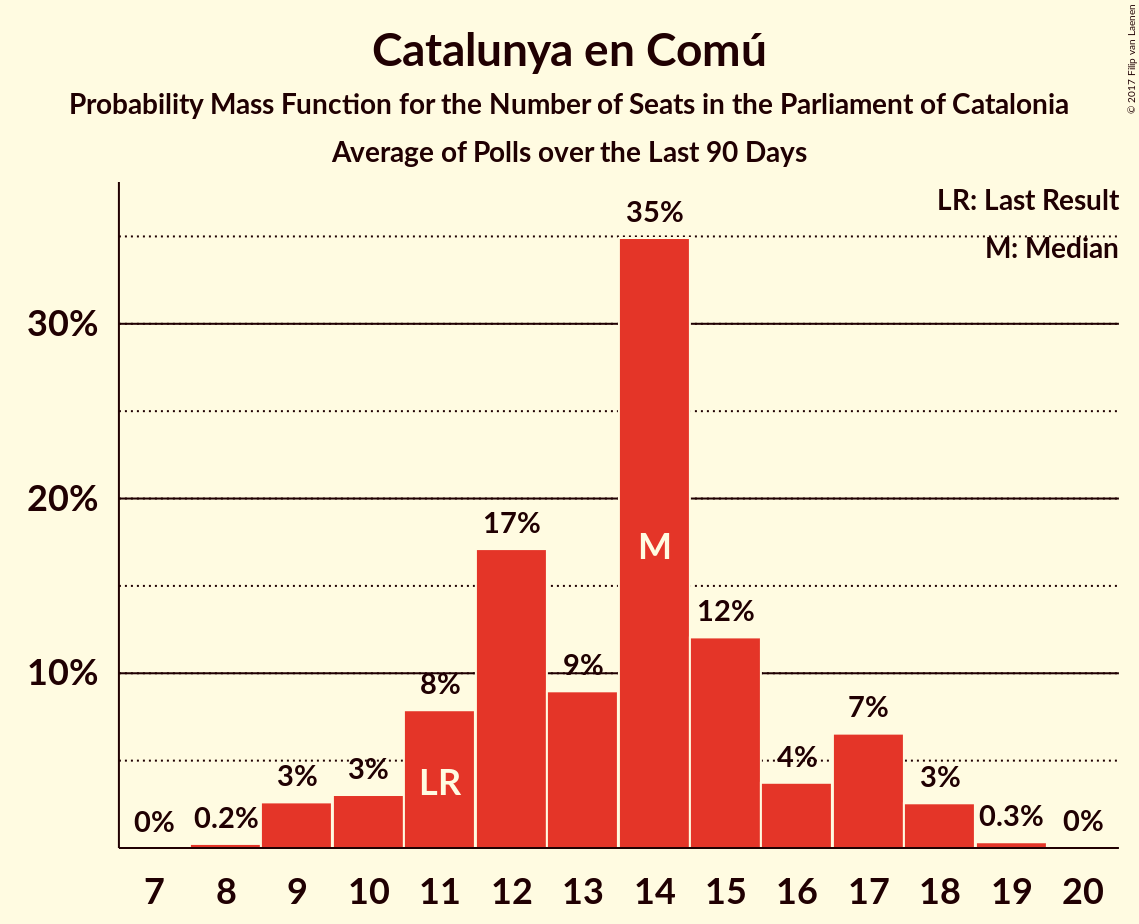 Catalunya en Comú
Probability Mass Function for the Number of Seats in the Parliament of Catalonia
Average of Polls over the Last 90 Days
© 2017 Filip van Laenen
LR: Last Result
M: Median
30%
20%
10%
0%
0.2%
3%
3%
8%
17%
9%
35%
12%
4%
7%
3%
0.3%
0%
LR
M
7 8 9 10 11 12 13 14 15 16 17 18 19 20